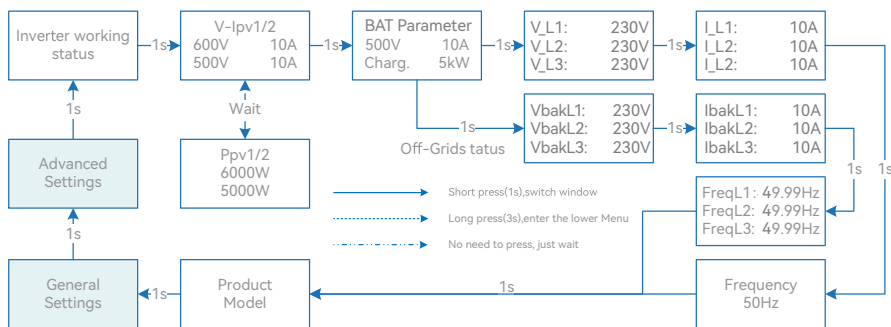 Inverter working
status
1s
V-Ipv1/2
600V 10A
500V 10A
1s
BAT Parameter
500V 10A
Charg. 5kW
1s
V_L1: 230V
V_L2: 230V
V_L3: 230V
1s
I_L1: 10A
I_L2: 10A
I_L2: 10A
1s
Wait
VbakL1: 230V
VbakL2: 230V
VbakL3: 230V
1s
IbakL1: 10A
IbakL2: 10A
IbakL3: 10A
1s
Off-Grids tatus
Advanced
Settings
Ppv1/2
6000W
5000W
1s
1s
Short press(1s),switch window
Long press(3s),enter the lower Menu
No need to press, just wait
FreqL1: 49.99Hz
FreqL2: 49.99Hz
FreqL3: 49.99Hz
1s
General
Settings
1s
Product
Model
1s
Frequency
50Hz